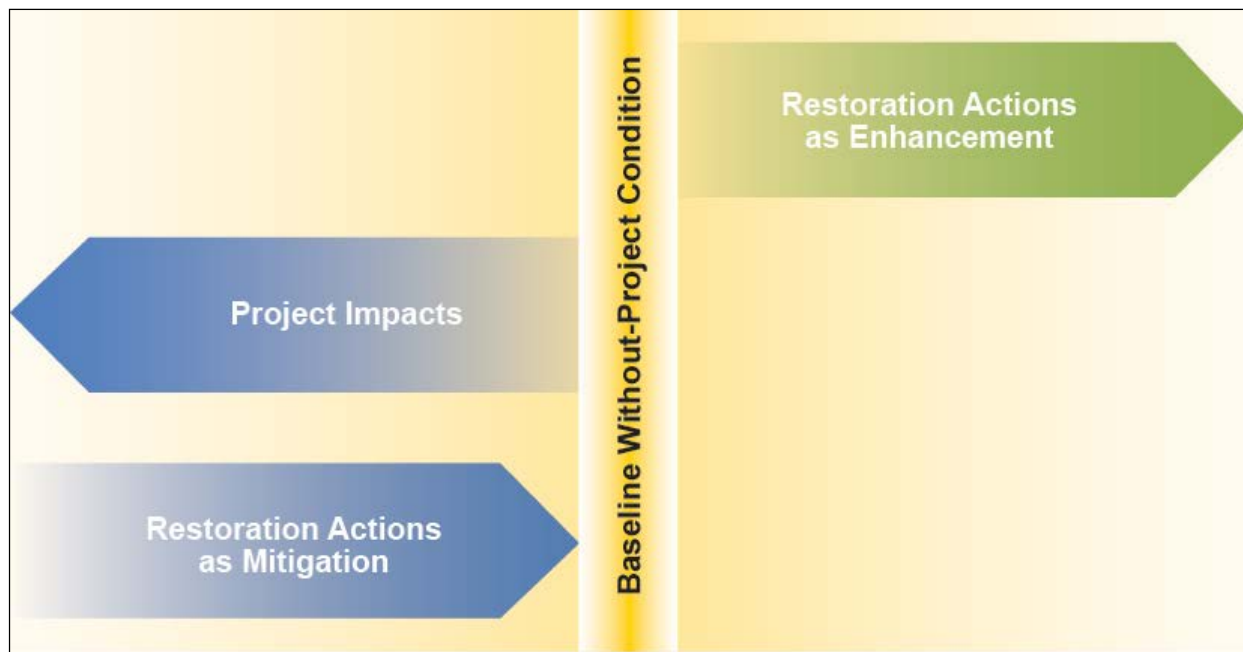 Restoration Actions
as Enhancement
Baseline Without-Project Condition
Project Impacts
Restoration Actions
as Mitigation